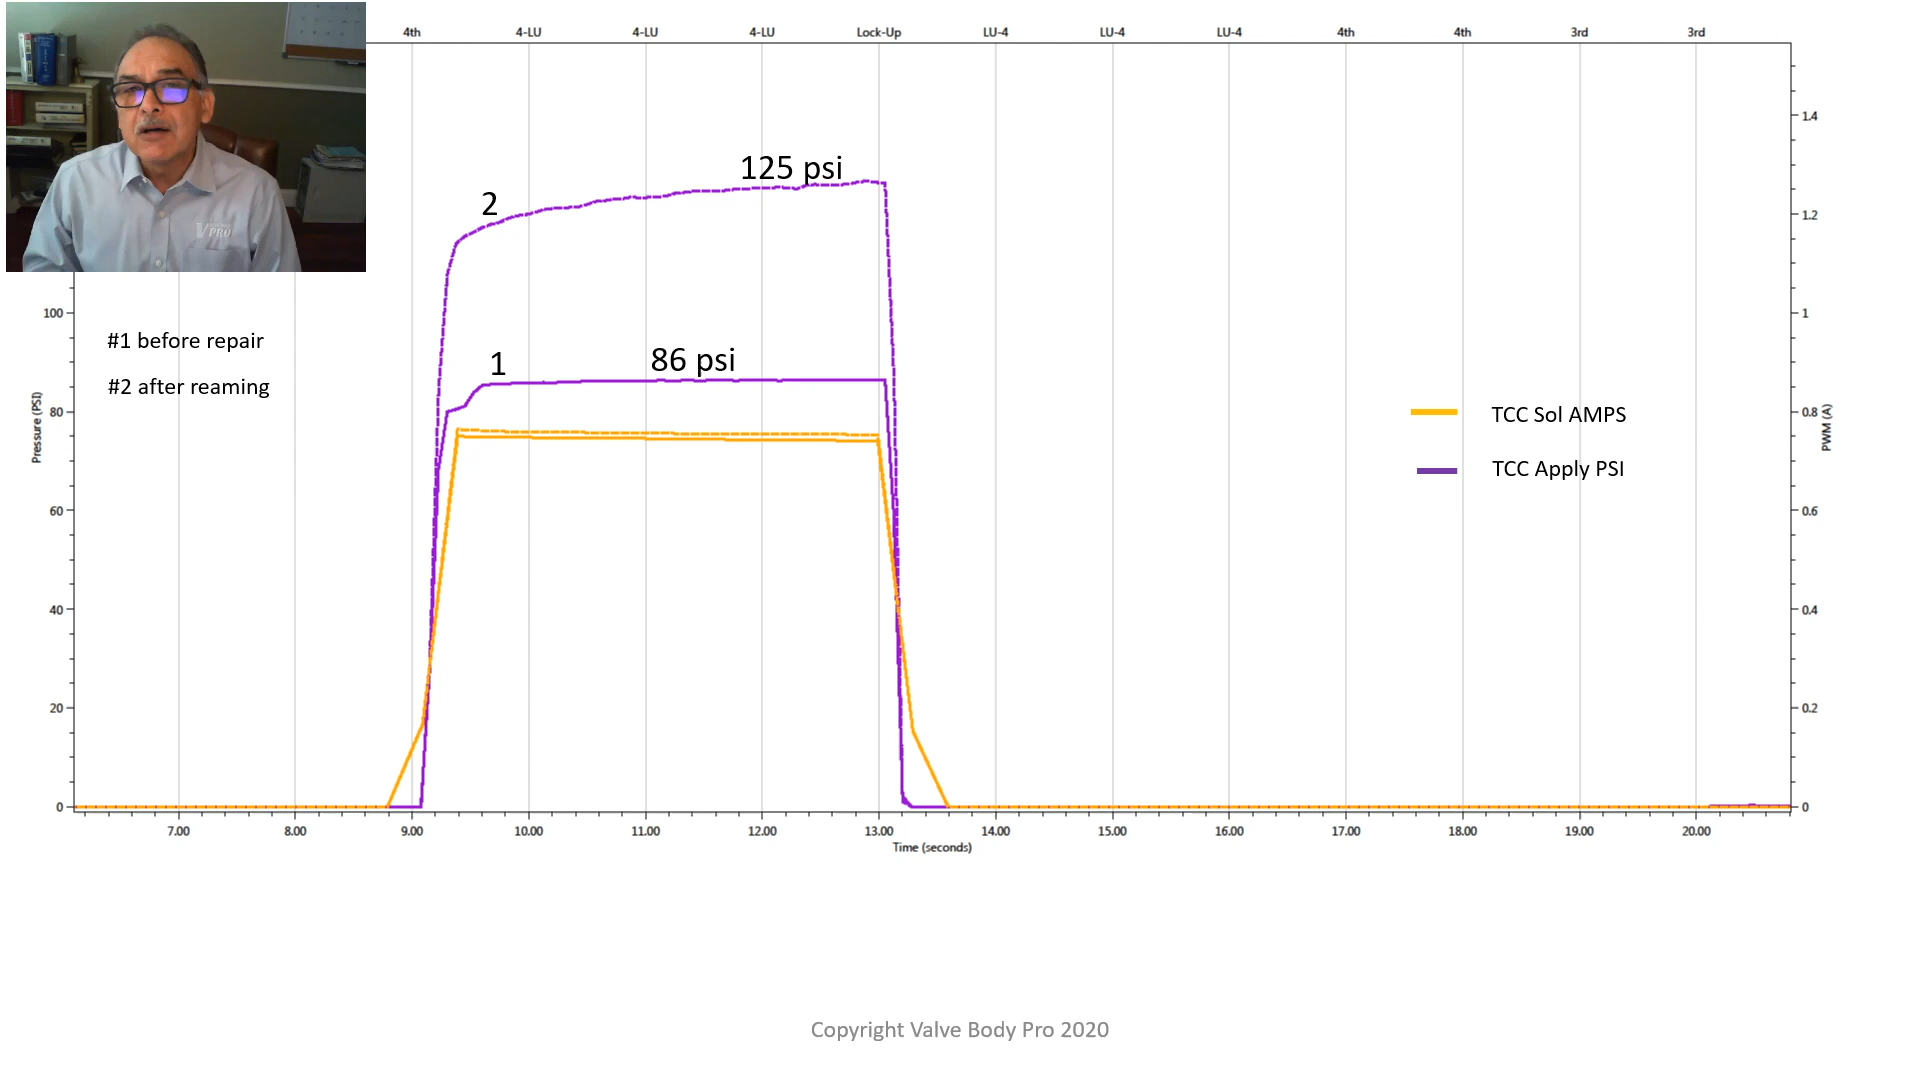 4th 4-LU 4-LU 4-LU Lock-Up LU-4 LU-4 LU-4 4th 4th 3rd 3rd
PRO
1.4
125 psi
2
1.2
100
1
#1 before repair
1
86 psi
#2 after reaming
80
0.8
Pressure (PSI)
PWM (A)
TCC Sol AMPS
TCC Apply PSI
60
0.6
40
0.4
20
0.2
0
0
7.00 8.00 9.00 10.00 11.00 12.00 13.00 14.00 15.00 16.00 17.00 18.00 19.00 20.00
Time (seconds)
Copyright Valve Body Pro 2020